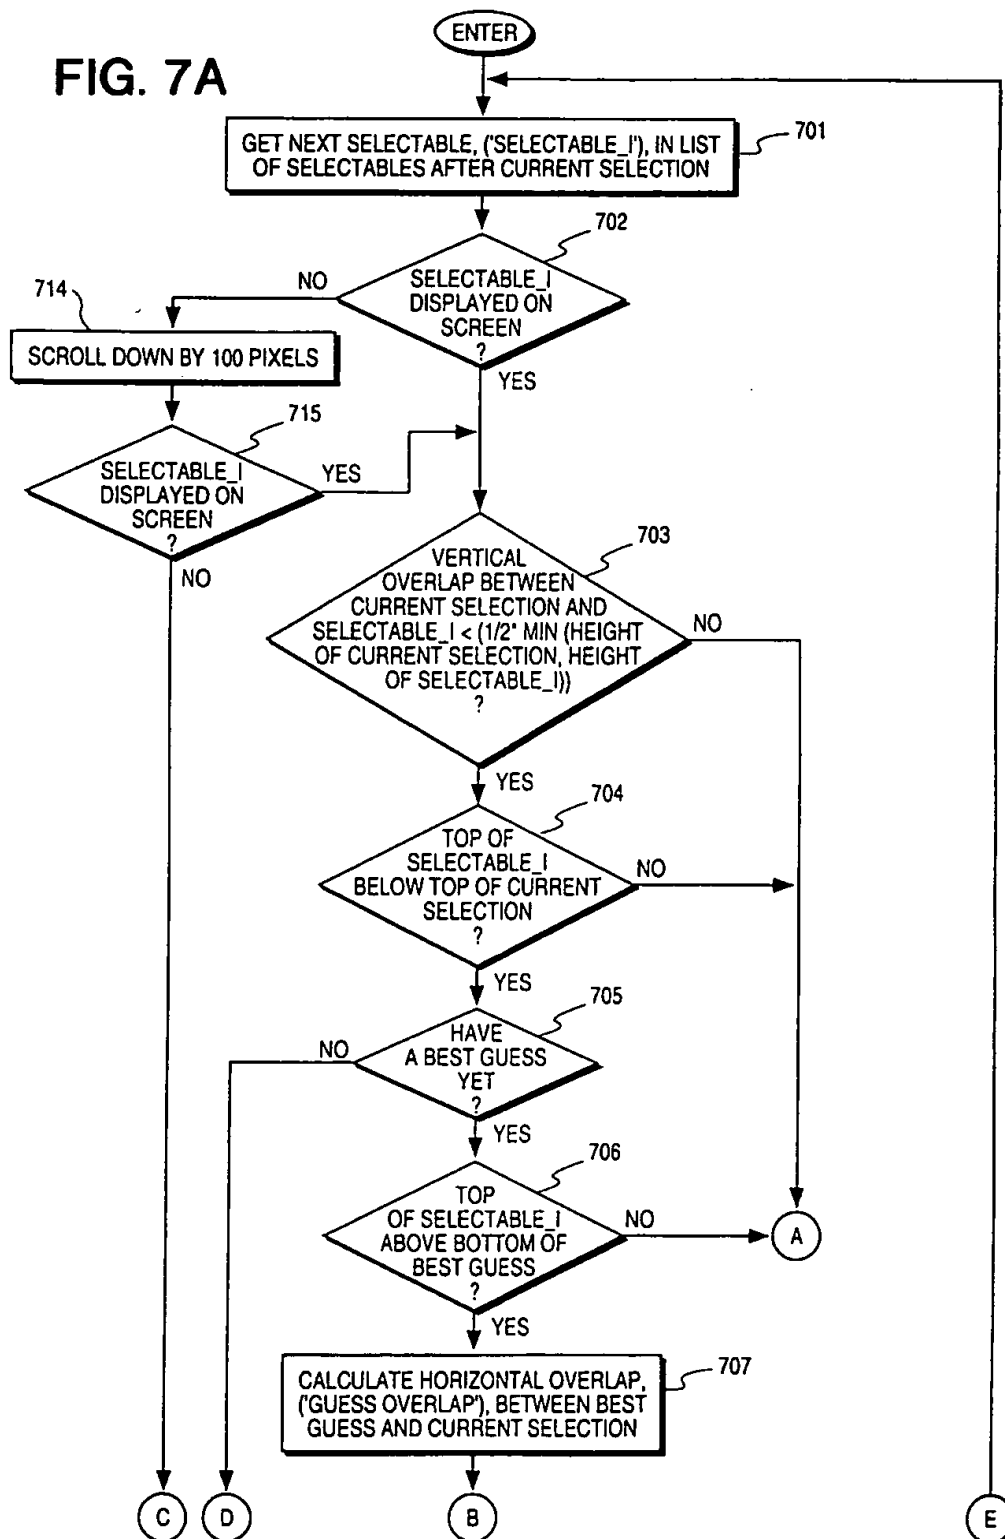 ENTER
FIG. 7A
GET NEXT SELECTABLE, ('SELECTABLE_I'), IN LIST
OF SELECTABLES AFTER CURRENT SELECTION
701
702
SELECTABLE_I
DISPLAYED ON
SCREEN
?
NO
YES
714
SCROLL DOWN BY 100 PIXELS
715
SELECTABLE_I
DISPLAYED ON
SCREEN
?
YES
NO
703
VERTICAL
OVERLAP BETWEEN
CURRENT SELECTION AND
SELECTABLE_I < (1/2* MIN (HEIGHT
OF CURRENT SELECTION, HEIGHT
OF SELECTABLE_I))
?
NO
YES
704
TOP OF
SELECTABLE_I
BELOW TOP OF CURRENT
SELECTION
?
NO
YES
705
HAVE
A BEST GUESS
YET
?
NO
YES
706
TOP
OF SELECTABLE_I
ABOVE BOTTOM OF
BEST GUESS
?
NO
A
YES
707
CALCULATE HORIZONTAL OVERLAP,
('GUESS OVERLAP'), BETWEEN BEST
GUESS AND CURRENT SELECTION
C
D
B
E